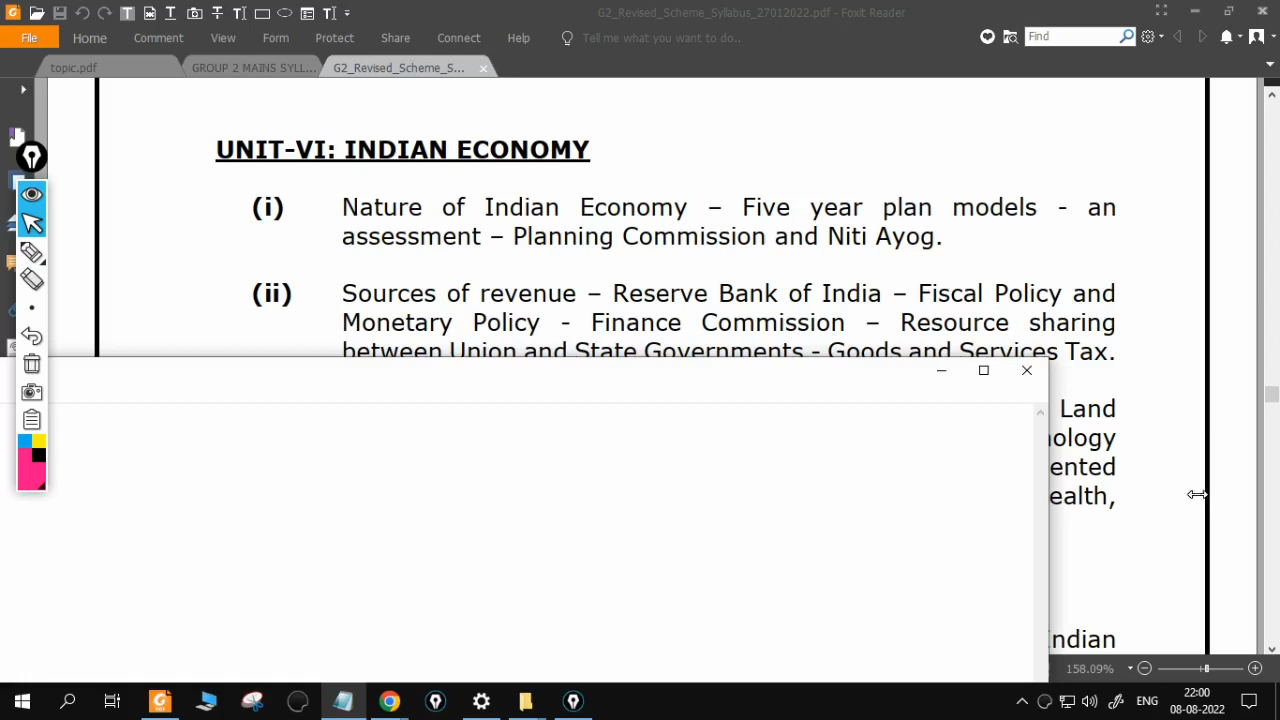 G2_Revised_Scheme_Syllabus_27012022.pdf - Foxit Reader
File Home Comment View Form Protect Share Connect Help Tell me what you want to do.. Find
topic.pdf GROUP 2 MAINS SYLL... G2_Revised_Scheme_S...
UNIT-VI: INDIAN ECONOMY
(i) Nature of Indian Economy – Five year plan models - an
assessment – Planning Commission and Niti Ayog.
(ii) Sources of revenue – Reserve Bank of India – Fiscal Policy and
Monetary Policy - Finance Commission – Resource sharing
between Union and State Governments - Goods and Services Tax.
Land
nology
ented
ealth,
Indian
158.09%
ENG 22:00
08-08-2022